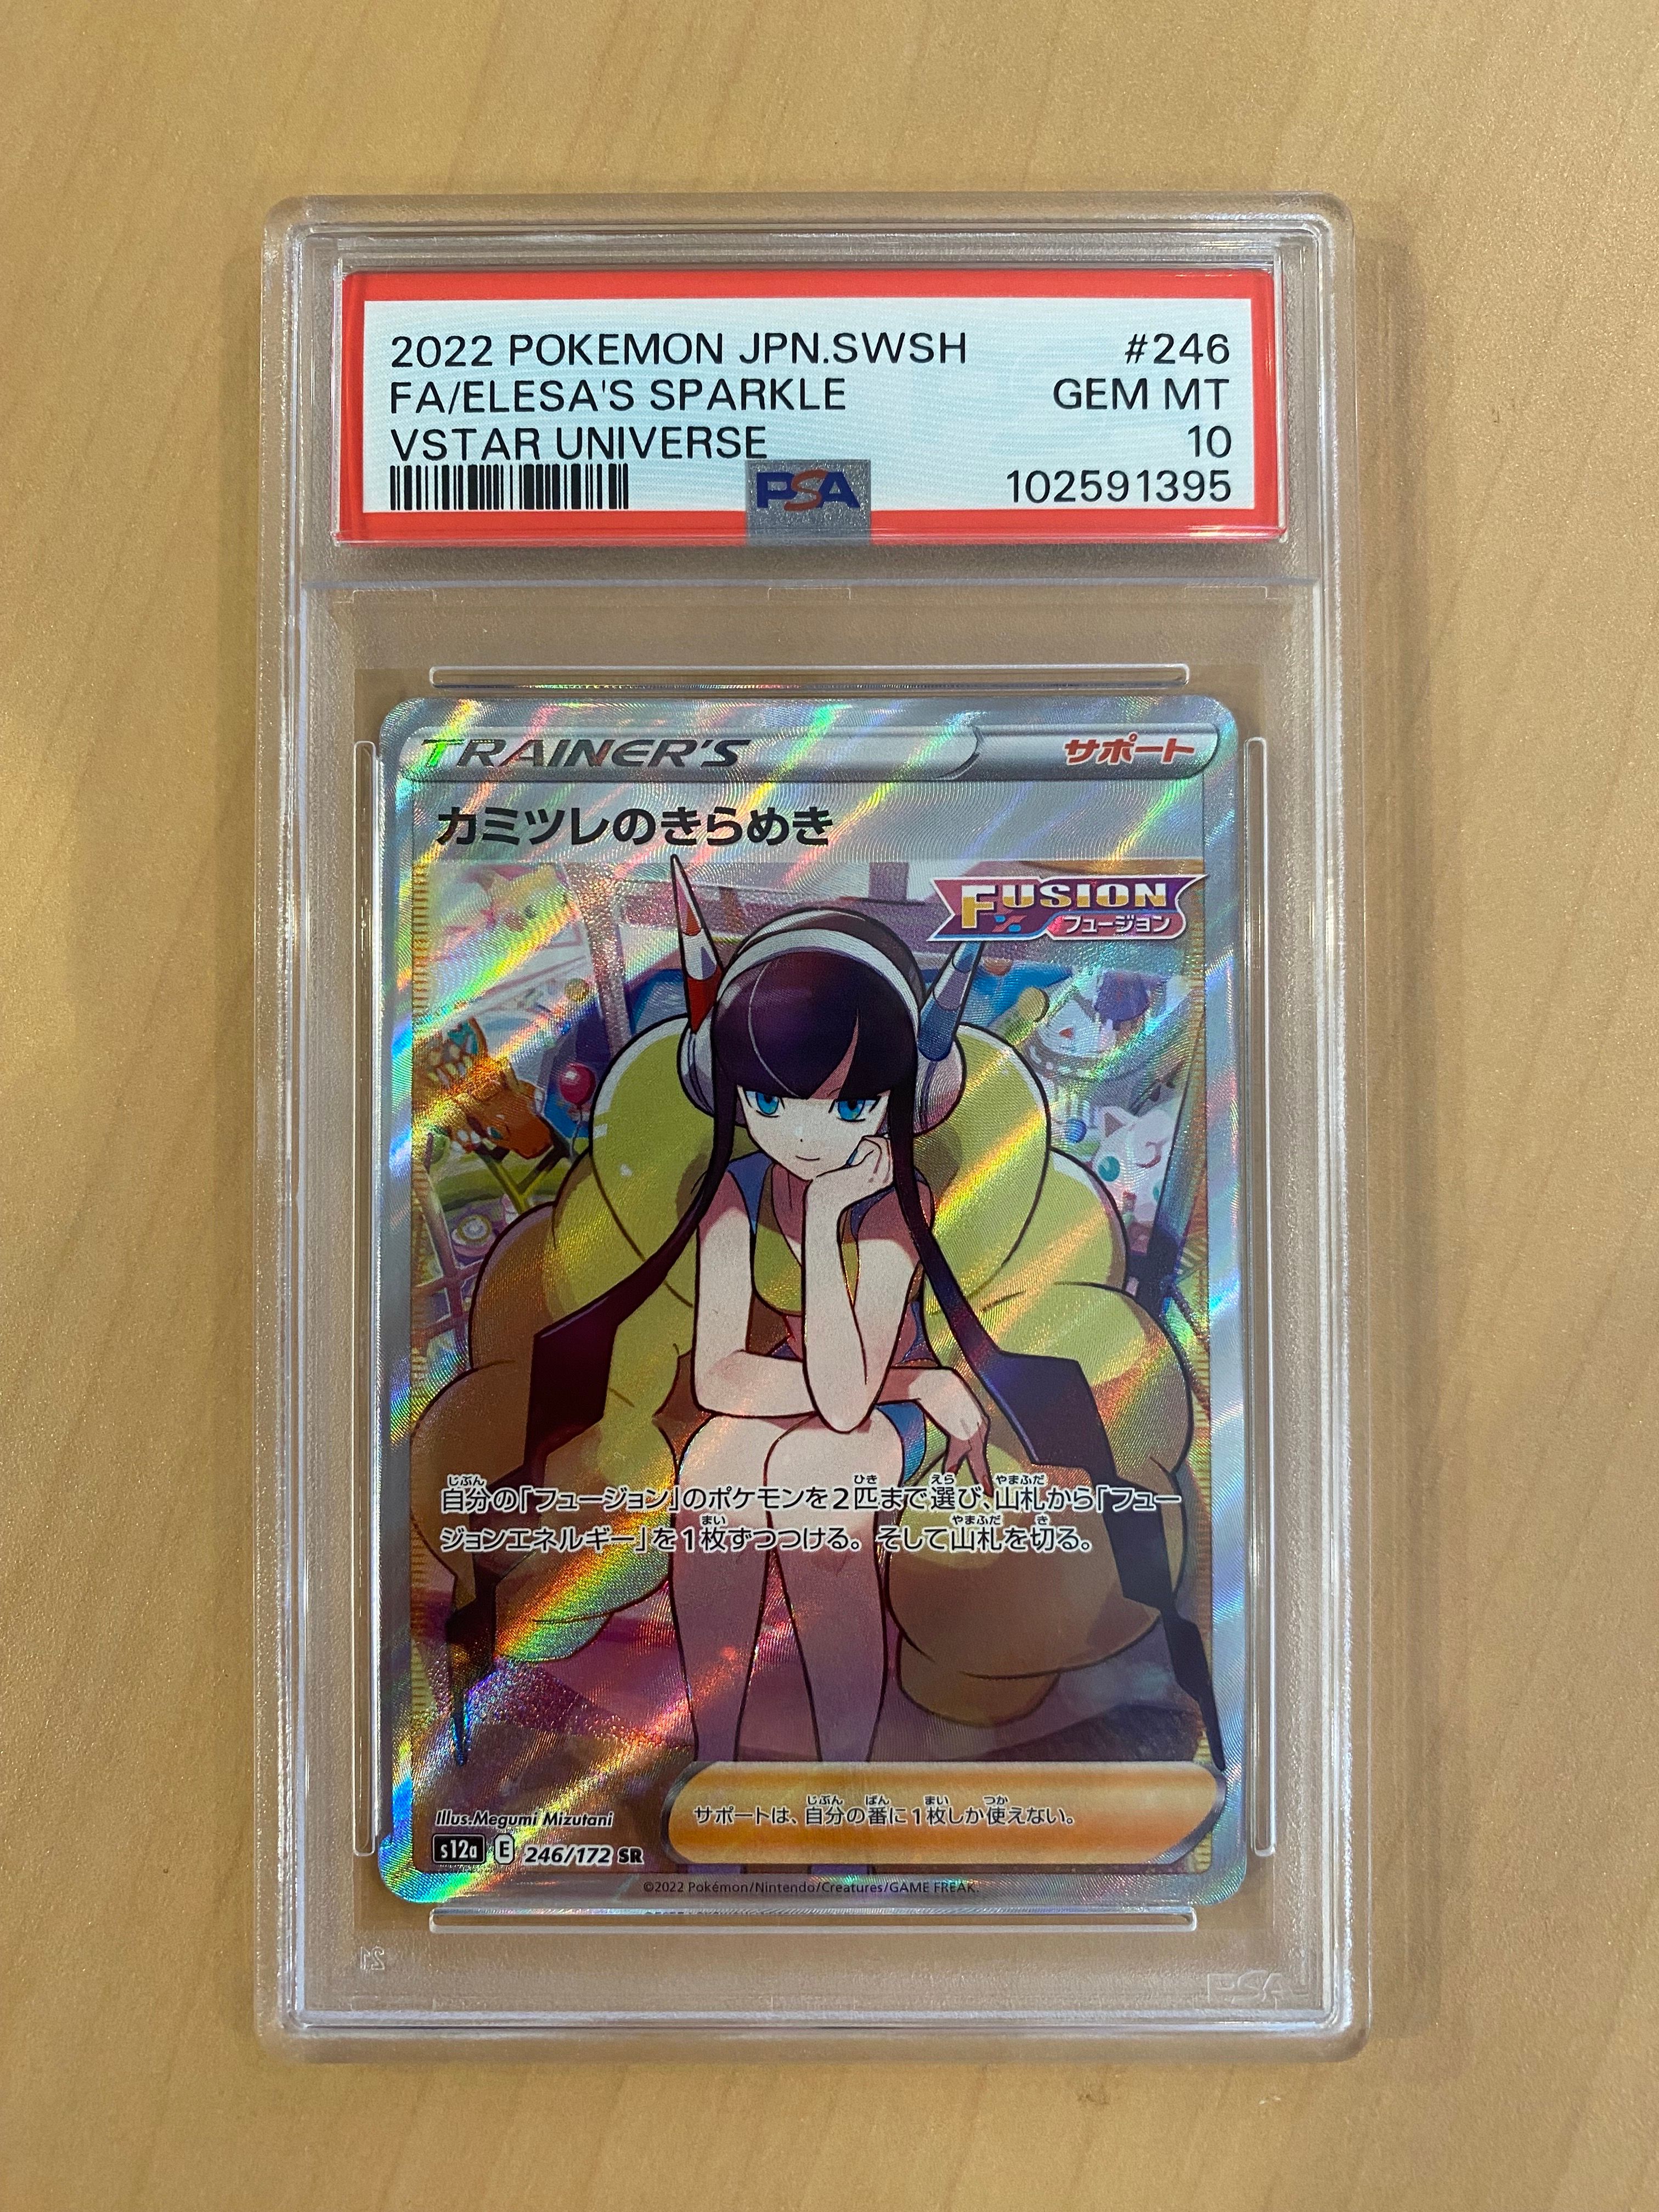 2022 POKEMON JPN.SWSH #246
FA/ELESA'S SPARKLE GEM MT
VSTAR UNIVERSE 10
PSA 102591395
TRAINER'S サポート
カミツレのきらめき
FUSION
フュージョン
自分の「フュージョン」のポケモンを2匹まで選び、山札から「フュー
ジョンエネルギー」を1枚ずつつける。そして山札を切る。
サポートは、自分の番に1枚しか使えない。
Illus.Megumi Mizutani
s12a E 246/172 SR
©2022 Pokémon/Nintendo/Creatures/GAME FREAK.
PSA